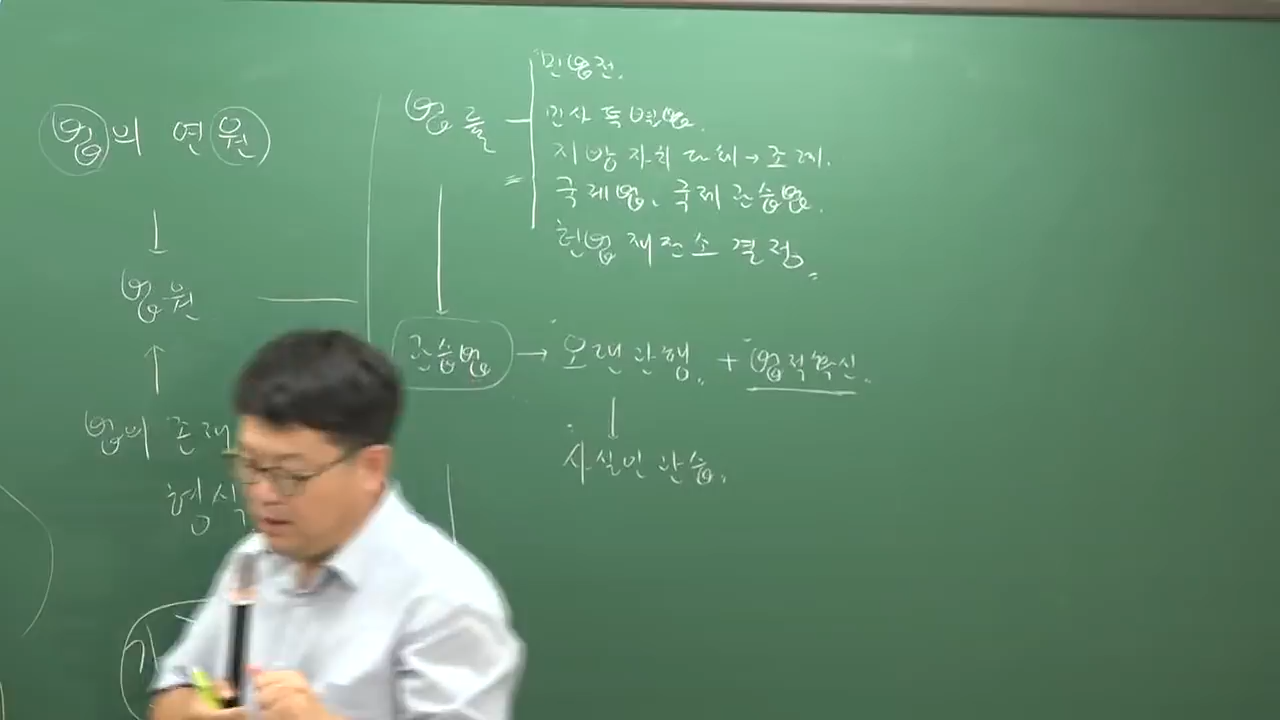 법의 연원
법원
법의 존재
형식
법률
민법전.
민사 특별법.
지방자치단체→조례.
국제법, 국제관습법.
헌법재판소 결정.
관습법 → 오랜관행. + 법적확신.
사실인 관습.